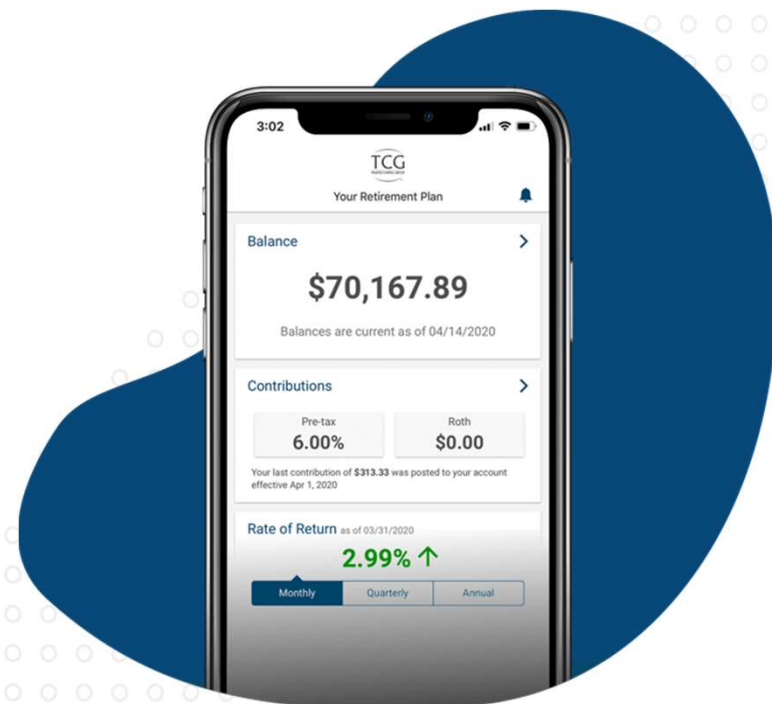 3:02
TCG
Your Retirement Plan
Balance
$70,167.89
Balances are current as of 04/14/2020
Contributions
Pre-tax Roth
6.00% $0.00
Your last contribution of $313.33 was posted to your account
effective Apr 1, 2020
Rate of Return as of 03/31/2020
2.99% ↑
Monthly Quarterly Annual